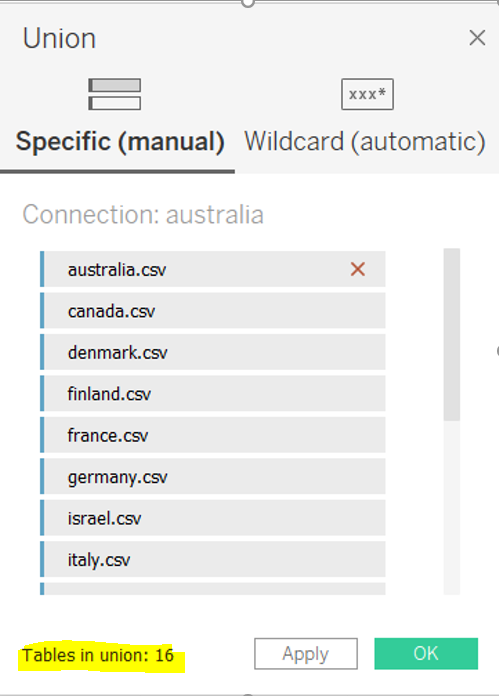 Union
xxx*
Specific (manual) Wildcard (automatic)
Connection: australia
australia.csv
canada.csv
denmark.csv
finland.csv
france.csv
germany.csv
israel.csv
italy.csv
Tables in union: 16 Apply OK